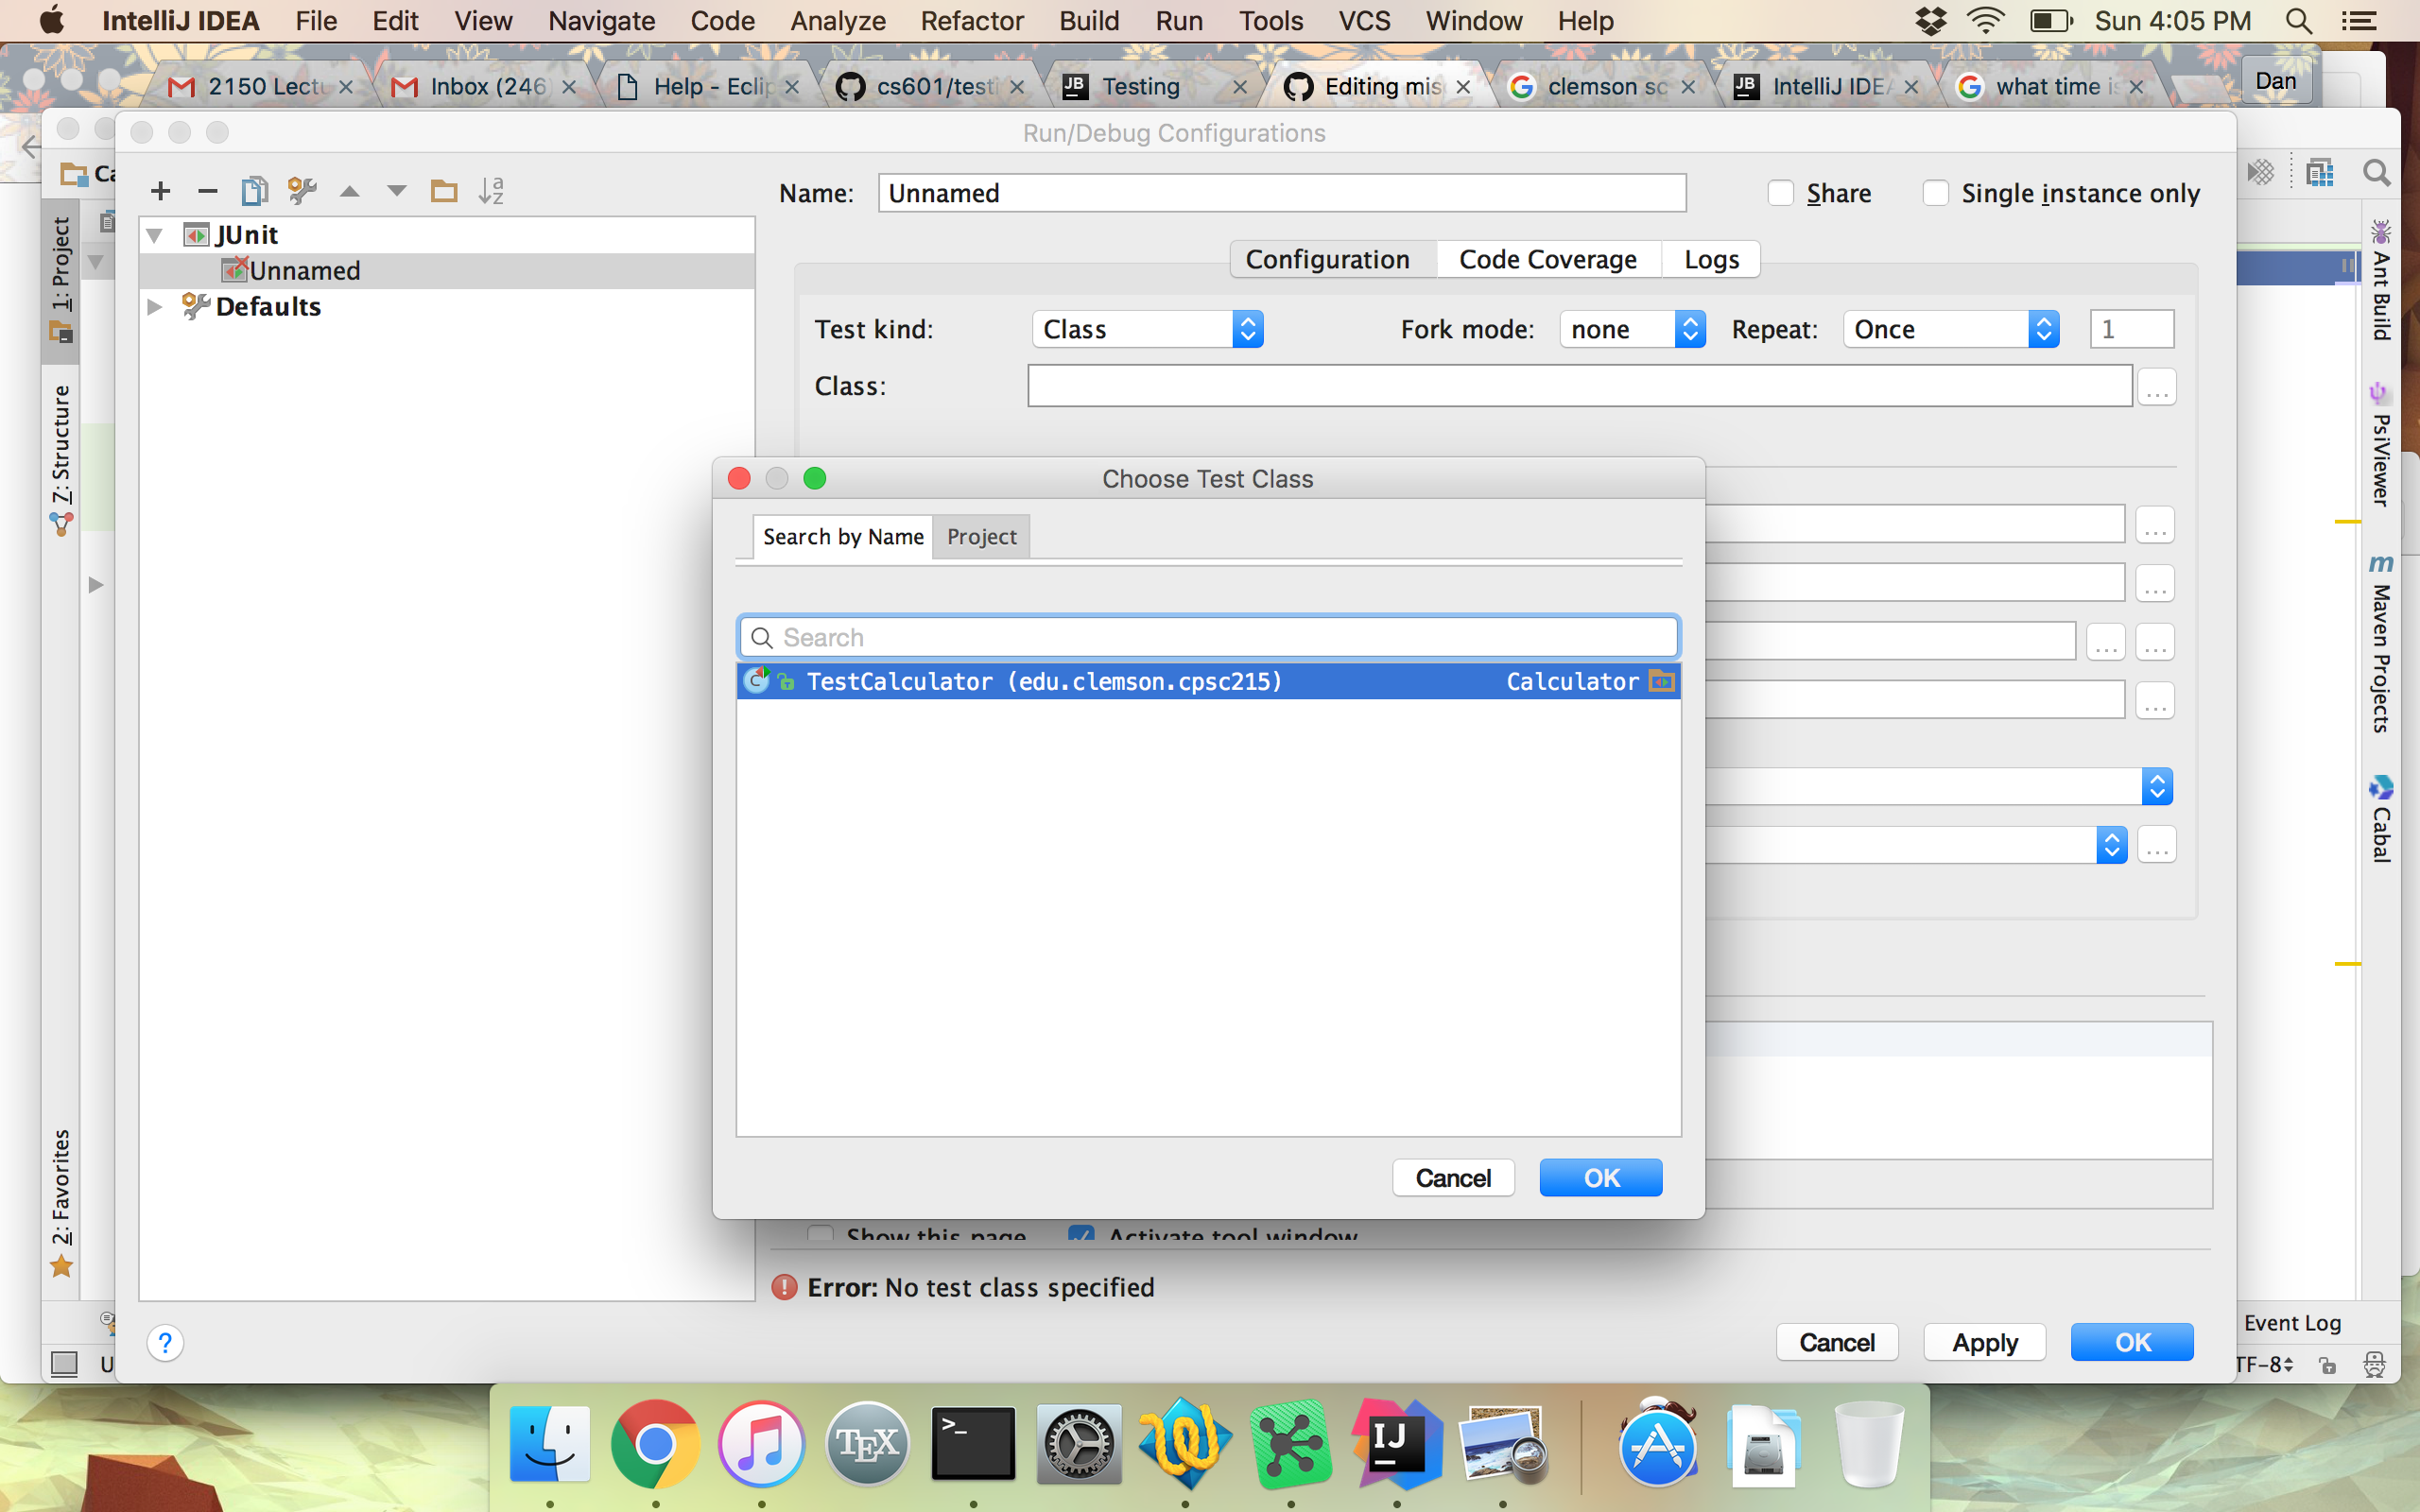 IntelliJ IDEA File Edit View Navigate Code Analyze Refactor Build Run Tools VCS Window Help Sun 4:05 PM
2150 Lectu Inbox (246 Help - Eclip cs601/testi Testing Editing mis clemson sc IntelliJ IDEA what time is Dan
Run/Debug Configurations
Ca
Name: Unnamed Share Single instance only
JUnit
Unnamed
Defaults
Configuration Code Coverage Logs
Test kind: Class Fork mode: none Repeat: Once 1
Class: ...
1: Project
7: Structure
2: Favorites
Ant Build
PsiViewer
Maven Projects
Cabal
Choose Test Class
Search by Name Project
Search
TestCalculator (edu.clemson.cpsc215) Calculator
Cancel OK
Show this page Activate tool window
Error: No test class specified
? Cancel Apply OK
Event Log
U TF-8
TEX
IJ